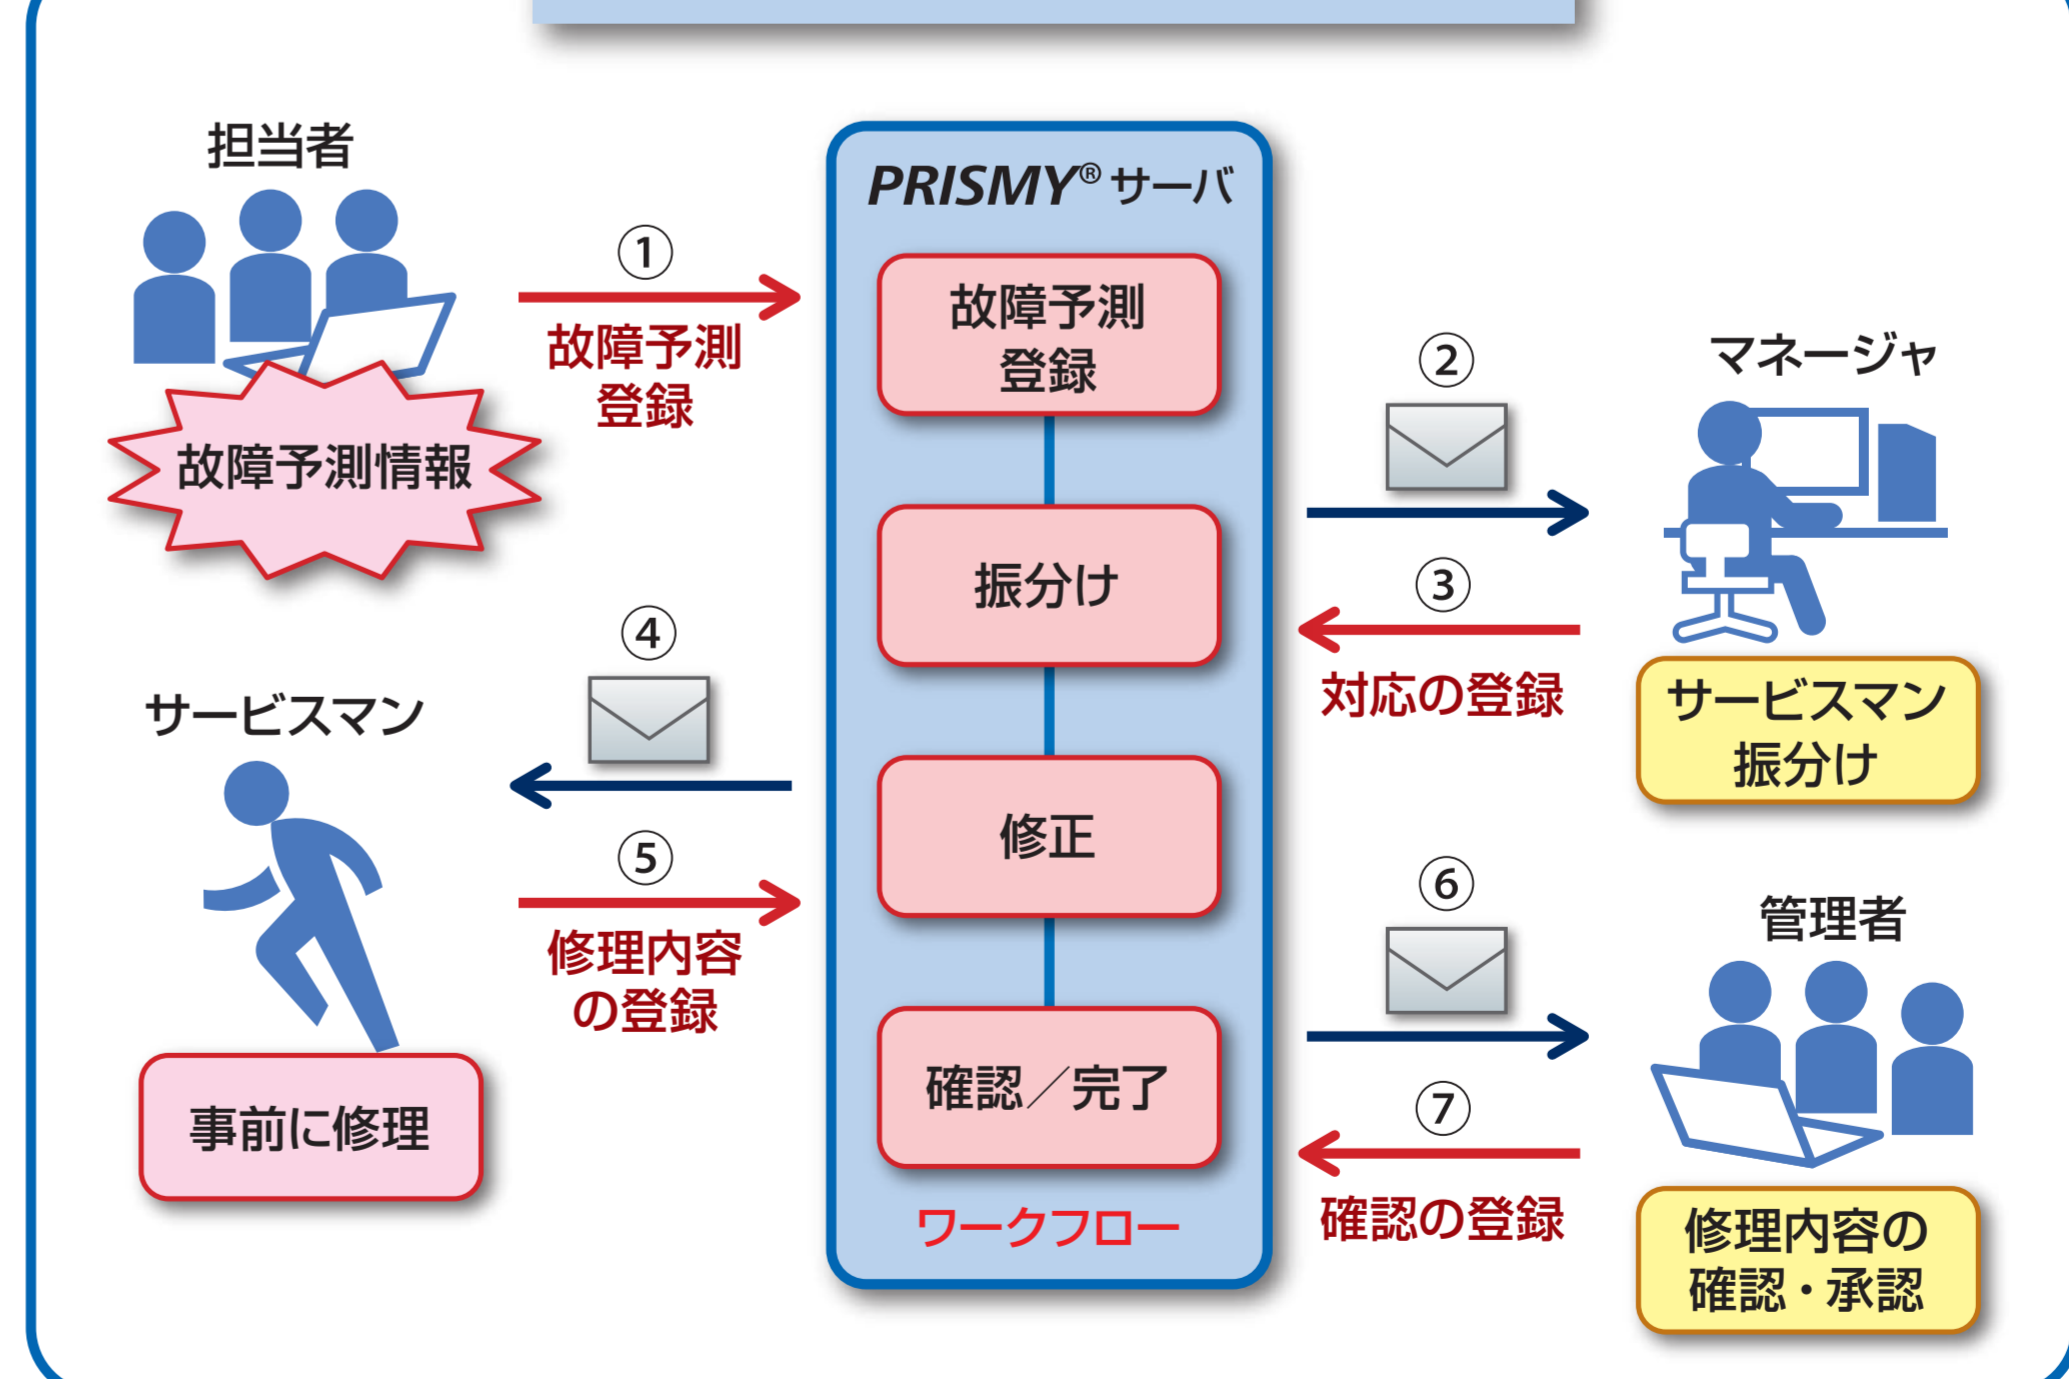 担当者
①
故障予測
登録
故障予測情報
PRISMY® サーバ
故障予測
登録
振分け
修正
確認／完了
ワークフロー
②
マネージャ
③
対応の登録
サービスマン
振分け
④
サービスマン
⑤
修理内容
の登録
事前に修理
⑥
管理者
⑦
確認の登録
修理内容の
確認・承認